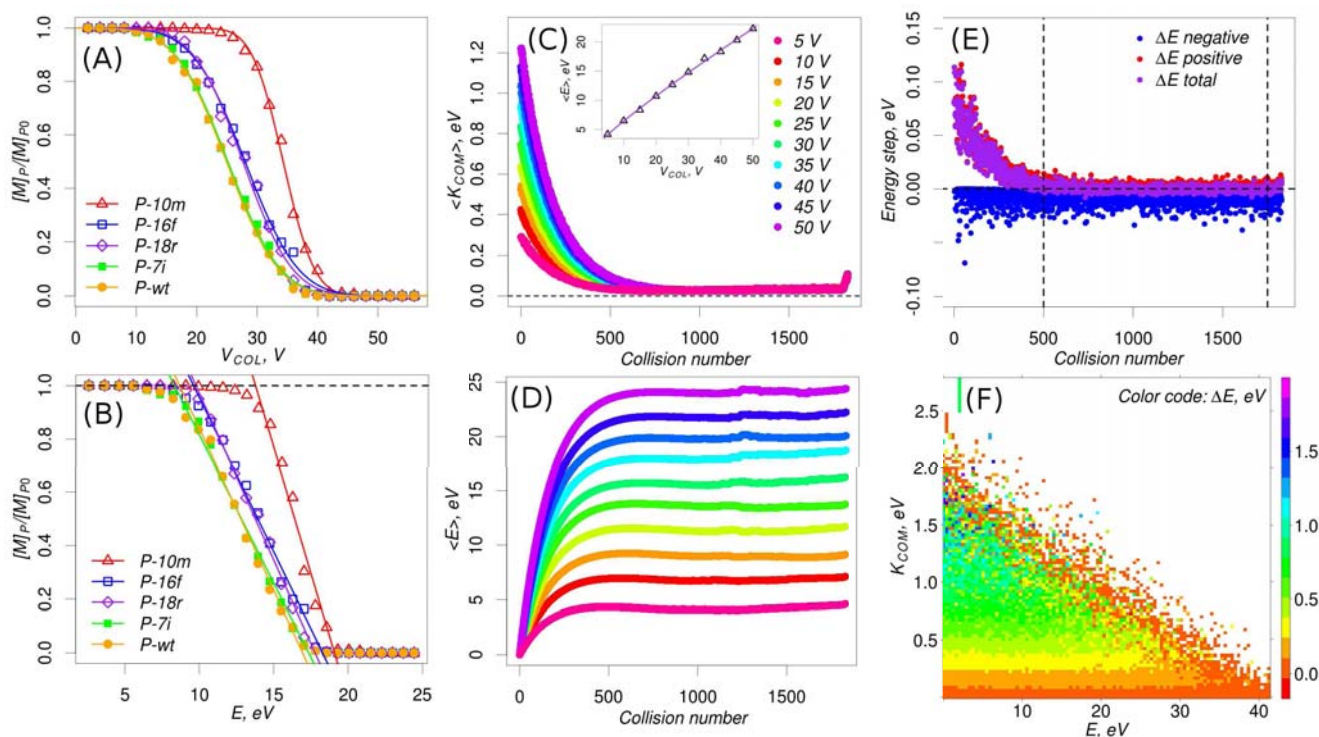 (A)
[M]P/[M]P0
0.0 0.2 0.4 0.6 0.8 1.0
P-10m
P-16f
P-18r
P-7i
P-wt
0 10 20 30 40 50
VCOL, V
(B)
[M]P/[M]P0
0.0 0.2 0.4 0.6 0.8 1.0
P-10m
P-16f
P-18r
P-7i
P-wt
5 10 15 20 25
E, eV
(C)
<KCOM>, eV
0.0 0.2 0.4 0.6 0.8 1.0 1.2
<E>, eV
5 10 15 20
10 20 30 40 50
VCOL, V
5 V
10 V
15 V
20 V
25 V
30 V
35 V
40 V
45 V
50 V
0 500 1000 1500
Collision number
(D)
<E>, eV
0 5 10 15 20 25
0 500 1000 1500
Collision number
(E)
Energy step, eV
-0.10 0.00 0.05 0.10
ΔE negative
ΔE positive
ΔE total
0 500 1000 1500
Collision number
(F)
Color code: ΔE, eV
KCOM, eV
0.5 1.0 1.5 2.0 2.5
10 20 30 40
E, eV
0.0 0.5 1.0 1.5